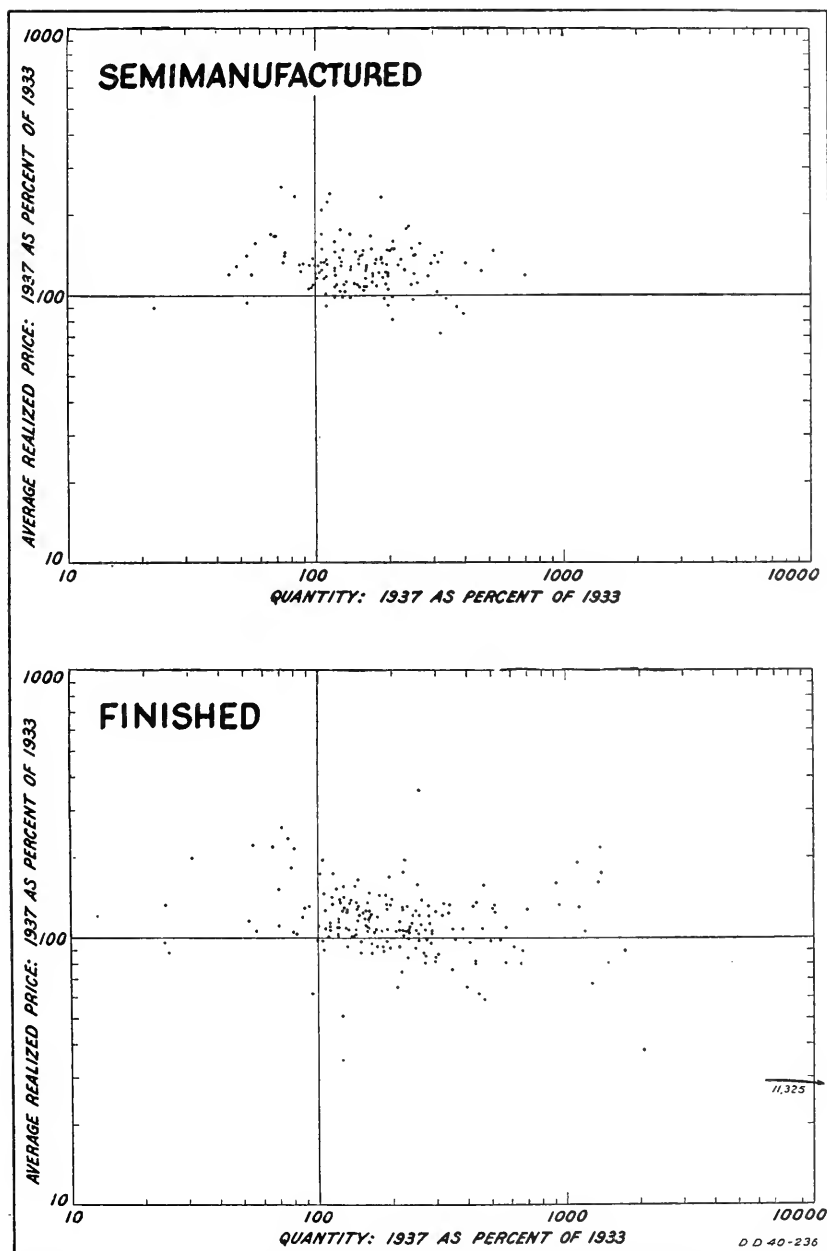 1000
SEMIMANUFACTURED
AVERAGE REALIZED PRICE: 1937 AS PERCENT OF 1933
100
10
10 100 1000 10000
QUANTITY: 1937 AS PERCENT OF 1933
1000
FINISHED
AVERAGE REALIZED PRICE: 1937 AS PERCENT OF 1933
100
11,325
10
10 100 1000 10000
QUANTITY: 1937 AS PERCENT OF 1933
D D 40-236